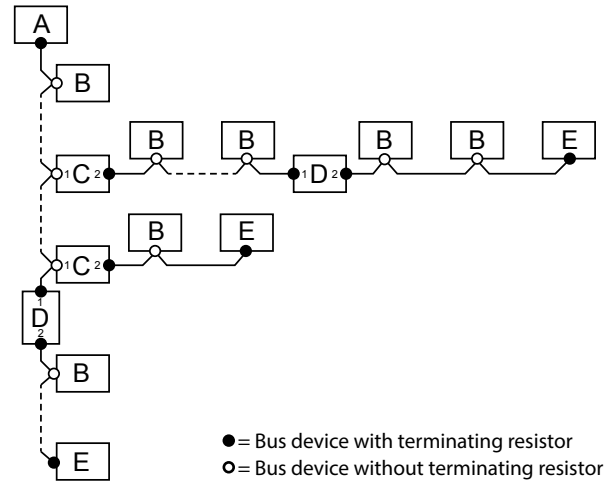 A
B
B
B
B
B
E
1 C 2
1 D 2
B
E
1 C 2
1
D
2
B
E
= Bus device with terminating resistor
= Bus device without terminating resistor